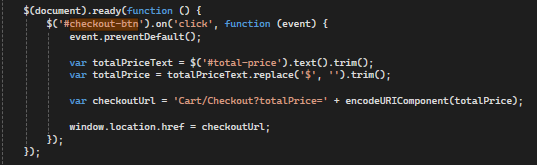 $(document).ready(function () {
$('#checkout-btn').on('click', function (event) {
event.preventDefault();
var totalPriceText = $('#total-price').text().trim();
var totalPrice = totalPriceText.replace('$', '').trim();
var checkoutUrl = 'Cart/Checkout?totalPrice=' + encodeURIComponent(totalPrice);
window.location.href = checkoutUrl;
});
});